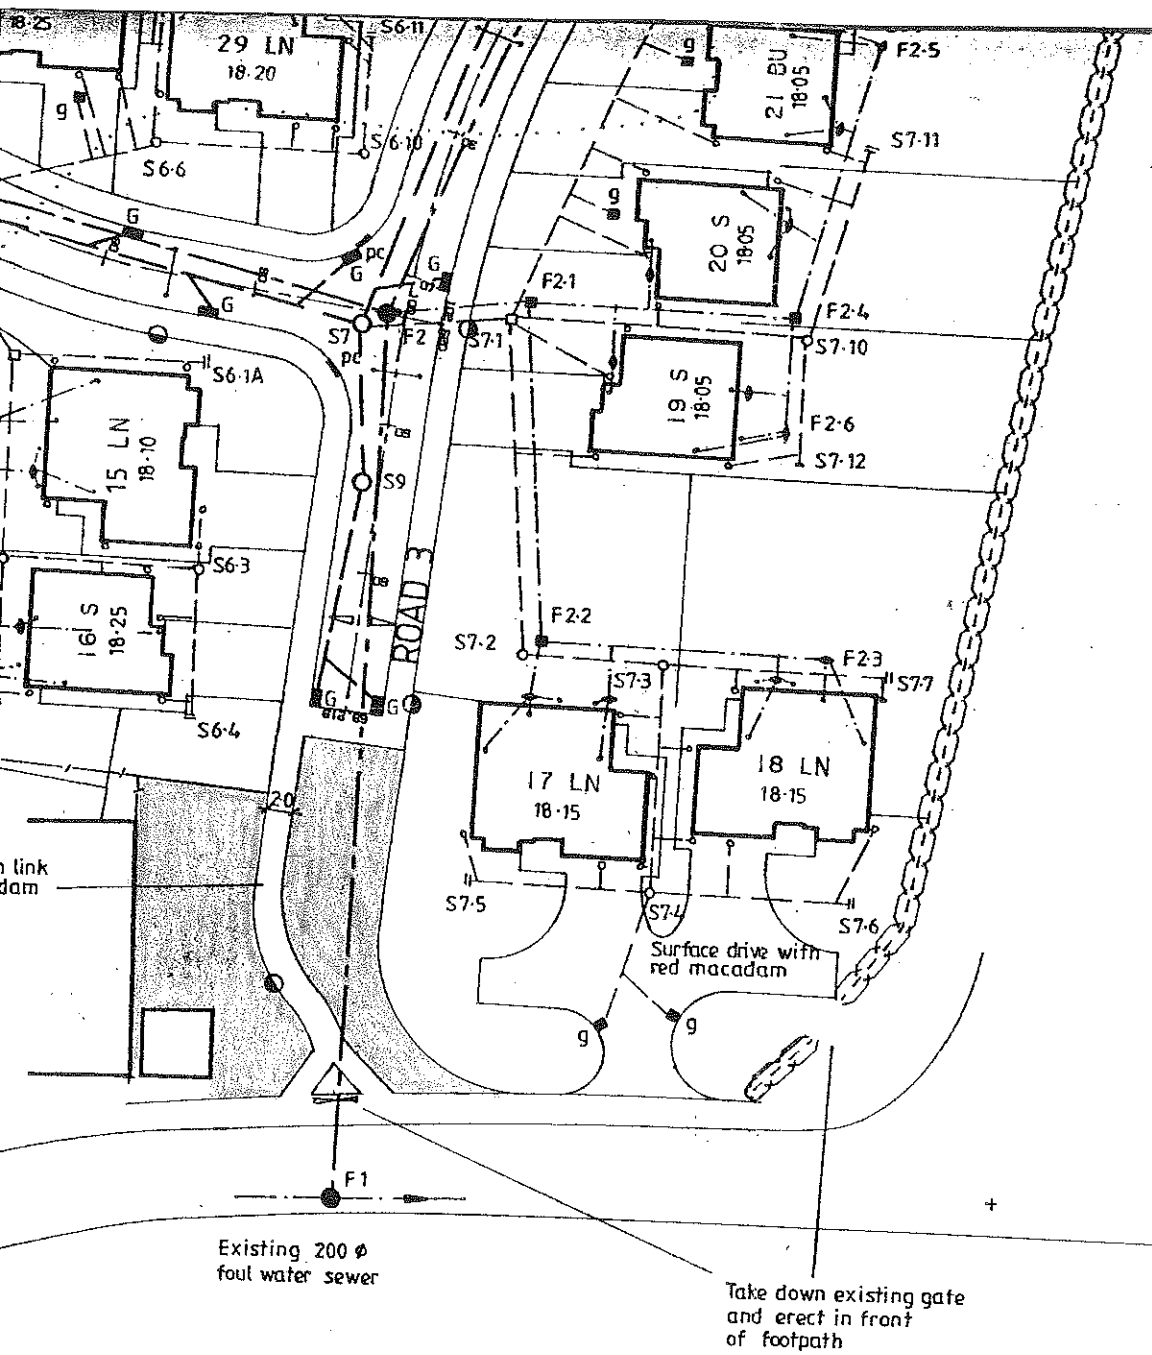 18·25
29 LN
18·20
S6·11
g
21 BU
18·05
F2·5
g
S6·6
S6·10
S7·11
g
20 S
18·05
G
pc
G
G
G
F2·1
F2·4
S7
F2
S7·1
S7·10
pc
S6·1A
19 S
18·05
F2·6
S7·12
15 LN
18·10
S9
S6·3
ROAD 3
16 S
18·25
F2·2
S7·2
F2·3
S7·3
S7·7
G
G
S6·4
17 LN
18·15
18 LN
18·15
2·0
link
S7·5
S7·4
S7·6
Surface drive with
red macadam
g
g
F1
Existing 200 ø
foul water sewer
Take down existing gate
and erect in front
of footpath